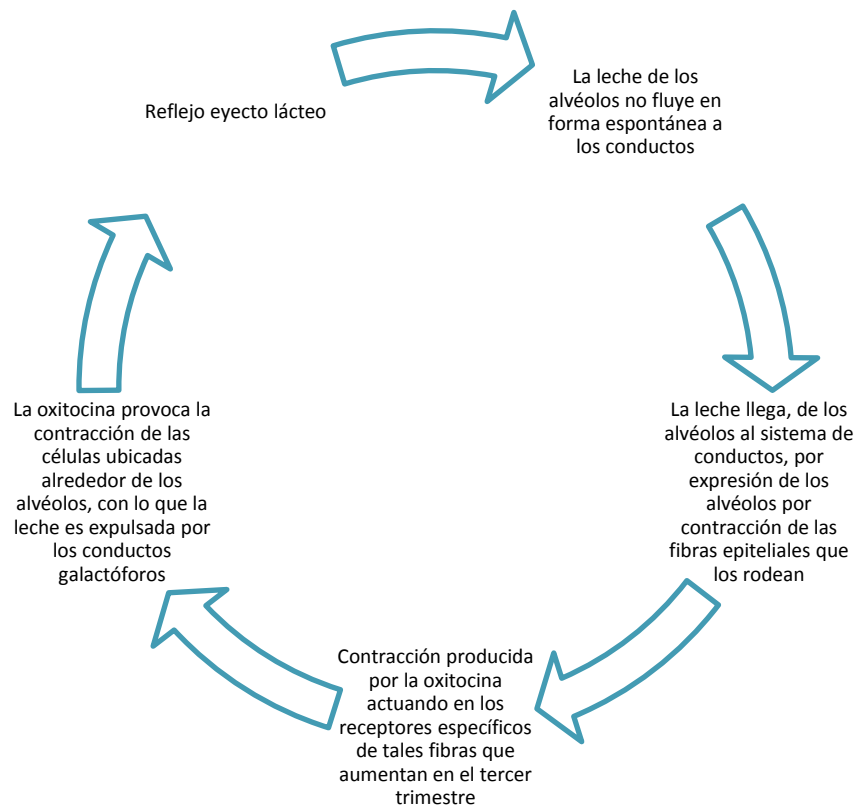 Reflejo eyecto lácteo
La leche de los
alvéolos no fluye en
forma espontánea a
los conductos
La leche llega, de los
alvéolos al sistema de
conductos, por
expresión de los
alvéolos por
contracción de las
fibras epiteliales que
los rodean
Contracción producida
por la oxitocina
actuando en los
receptores específicos
de tales fibras que
aumentan en el tercer
trimestre
La oxitocina provoca la
contracción de las
células ubicadas
alrededor de los
alvéolos, con lo que la
leche es expulsada por
los conductos
galactóforos